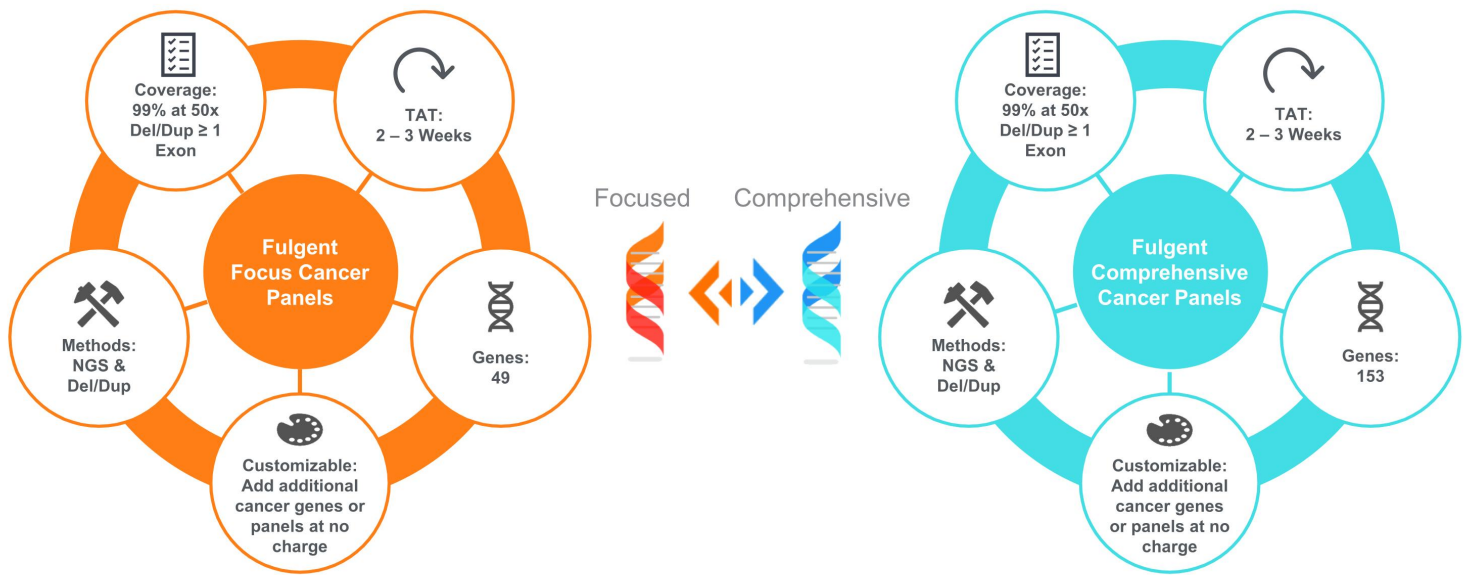 Coverage:
99% at 50x
Del/Dup ≥ 1
Exon
TAT:
2 – 3 Weeks
Fulgent
Focus Cancer
Panels
Methods:
NGS &
Del/Dup
Genes:
49
Customizable:
Add additional
cancer genes or
panels at no
charge
Focused
Comprehensive
Coverage:
99% at 50x
Del/Dup ≥ 1
Exon
TAT:
2 – 3 Weeks
Fulgent
Comprehensive
Cancer Panels
Methods:
NGS &
Del/Dup
Genes:
153
Customizable:
Add additional
cancer genes
or panels at no
charge